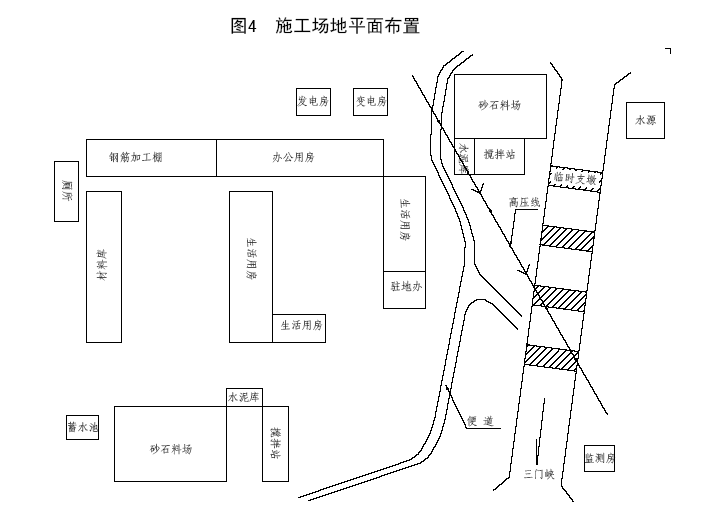 图4 施工场地平面布置
发电房
变电房
砂石料场
水源
钢筋加工棚
办公用房
水泥库
搅拌站
临时支墩
厕所
高压线
生活用房
生活用房
材料库
驻地办
生活用房
水泥库
便道
蓄水池
砂石料场
搅拌站
监测房
三门峡